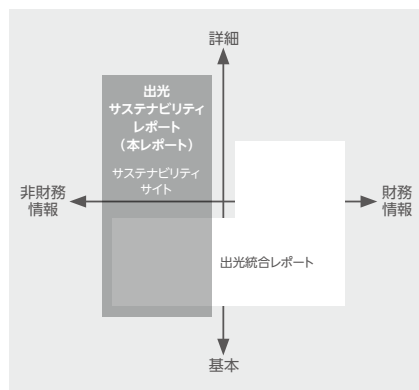 詳細
出光
サステナビリティ
レポート
（本レポート）
サステナビリティ
サイト
非財務
情報
財務
情報
出光統合レポート
基本